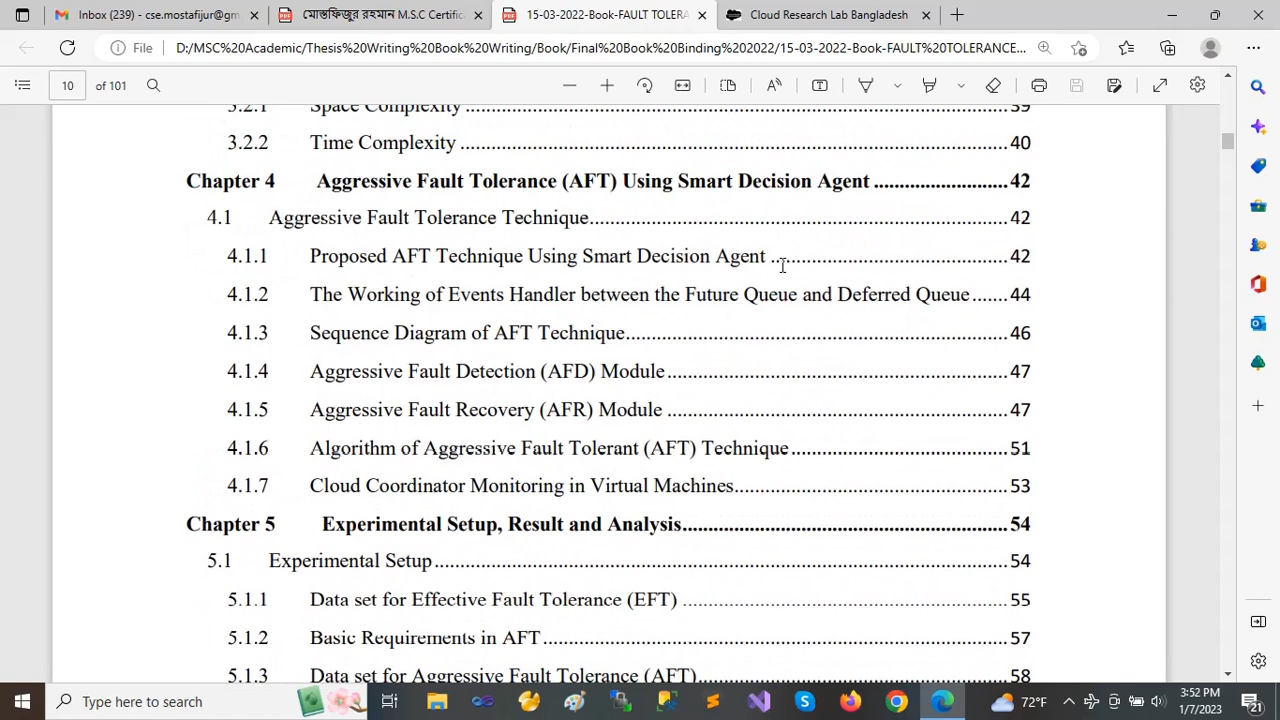 Inbox (239) - cse.mostafijur@gm
মোস্তফিজুর রহমান M.S.C Certific
15-03-2022-Book-FAULT TOLERA
Cloud Research Lab Bangladesh
File
D:/MSC%20Academic/Thesis%20Writing%20Book%20Writing/Book/Final%20Book%20Binding%202022/15-03-2022-Book-FAULT%20TOLERANCE...
10 of 101
3.2.1 Space Complexity 39
3.2.2 Time Complexity 40
Chapter 4 Aggressive Fault Tolerance (AFT) Using Smart Decision Agent 42
4.1 Aggressive Fault Tolerance Technique 42
4.1.1 Proposed AFT Technique Using Smart Decision Agent 42
4.1.2 The Working of Events Handler between the Future Queue and Deferred Queue 44
4.1.3 Sequence Diagram of AFT Technique 46
4.1.4 Aggressive Fault Detection (AFD) Module 47
4.1.5 Aggressive Fault Recovery (AFR) Module 47
4.1.6 Algorithm of Aggressive Fault Tolerant (AFT) Technique 51
4.1.7 Cloud Coordinator Monitoring in Virtual Machines 53
Chapter 5 Experimental Setup, Result and Analysis 54
5.1 Experimental Setup 54
5.1.1 Data set for Effective Fault Tolerance (EFT) 55
5.1.2 Basic Requirements in AFT 57
5.1.3 Data set for Aggressive Fault Tolerance (AFT) 58
Type here to search
72°F
3:52 PM
1/7/2023
21